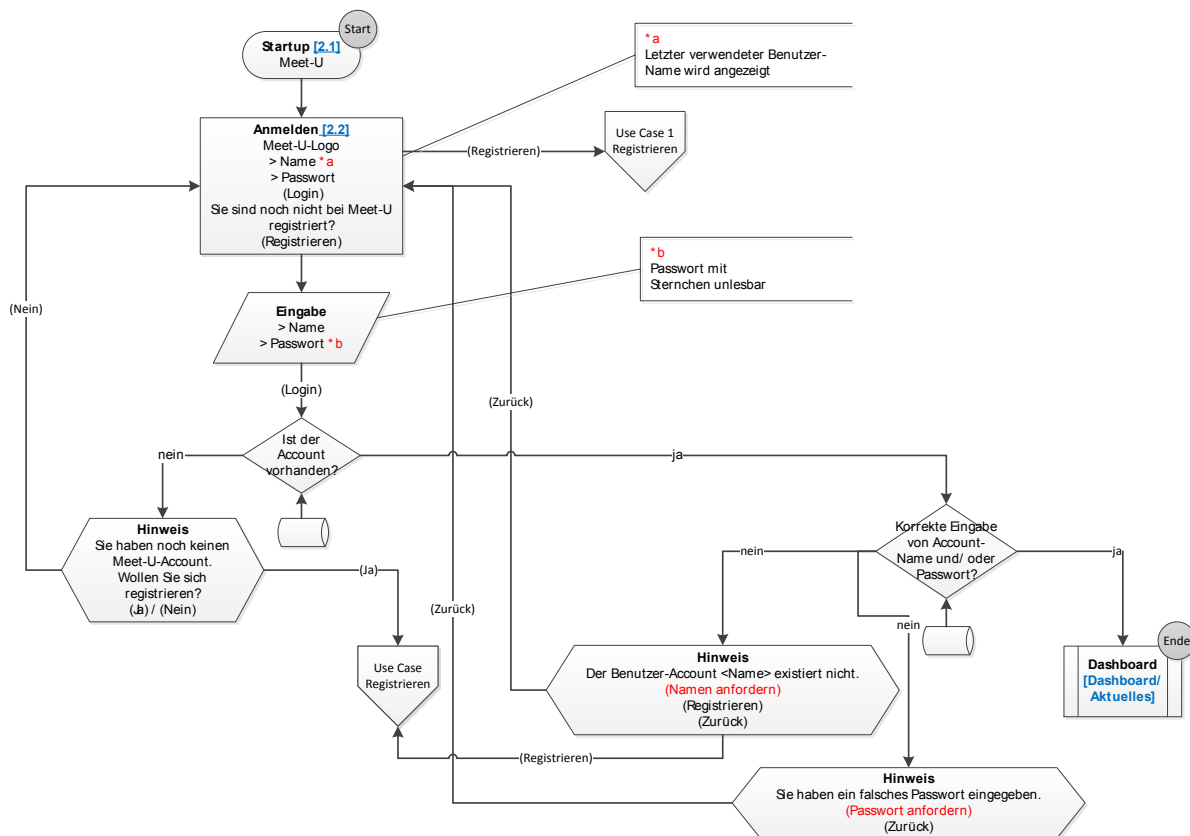 Start
Startup [2.1]
Meet-U
*a
Letzter verwendeter Benutzer-
Name wird angezeigt
Anmelden [2.2]
Meet-U-Logo
> Name *a
> Passwort
(Login)
Sie sind noch nicht bei Meet-U
registriert?
(Registrieren)
(Registrieren)
Use Case 1
Registrieren
*b
Passwort mit
Sternchen unlesbar
(Nein)
Eingabe
> Name
> Passwort *b
(Login)
(Zurück)
Ist der
Account
vorhanden?
nein
ja
Hinweis
Sie haben noch keinen
Meet-U-Account.
Wollen Sie sich
registrieren?
(Ja) / (Nein)
(Ja)
(Zurück)
Korrekte Eingabe
von Account-
Name und/ oder
Passwort?
nein
ja
nein
Use Case
Registrieren
Hinweis
Der Benutzer-Account <Name> existiert nicht.
(Namen anfordern)
(Registrieren)
(Zurück)
Ende
Dashboard
[Dashboard/
Aktuelles]
(Registrieren)
Hinweis
Sie haben ein falsches Passwort eingegeben.
(Passwort anfordern)
(Zurück)